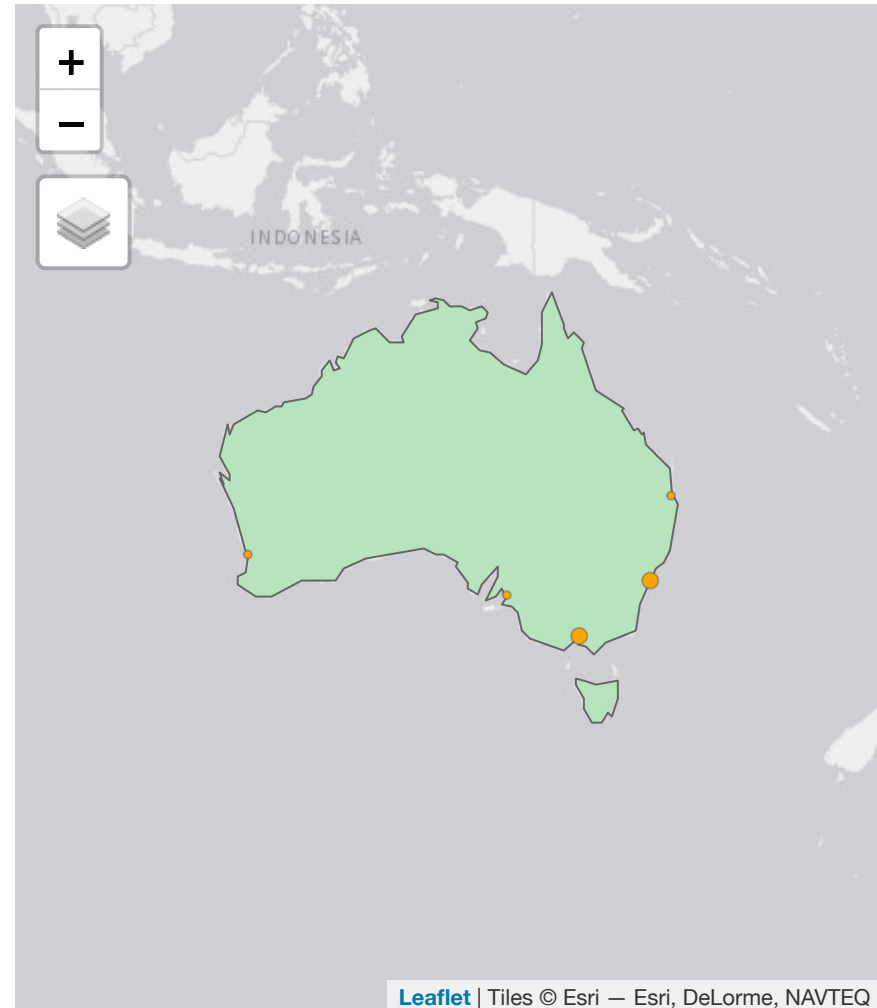 +
−
INDONESIA
Leaflet | Tiles © Esri — Esri, DeLorme, NAVTEQ